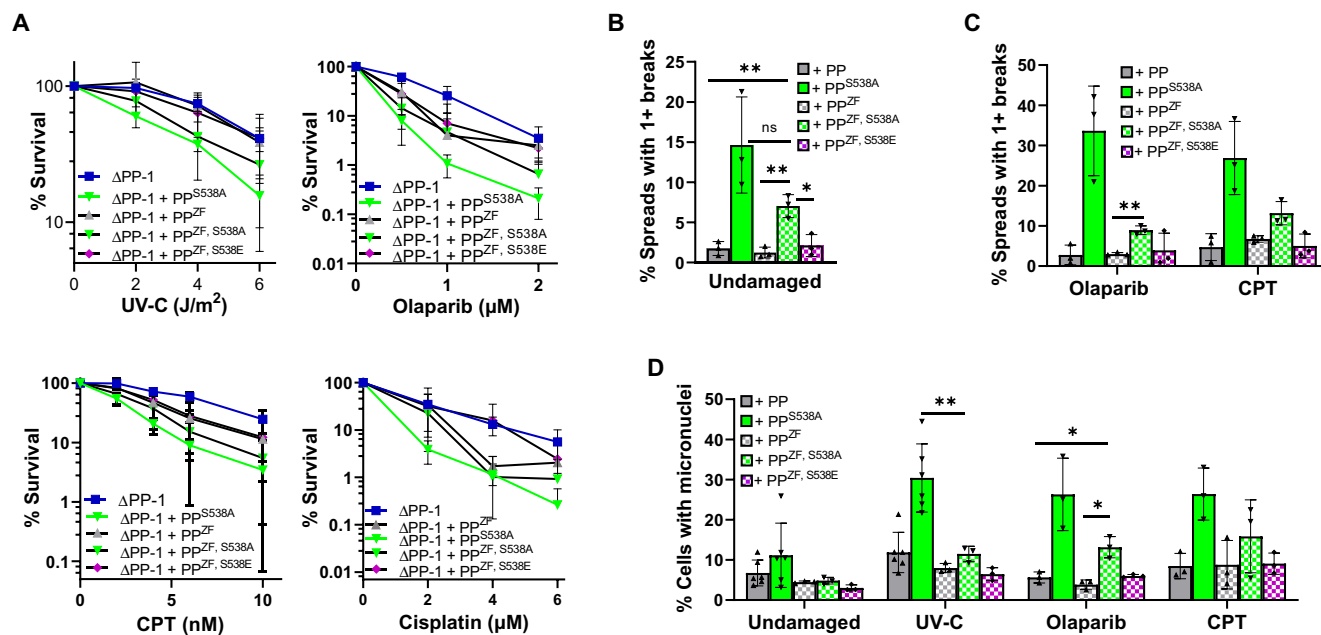 A
% Survival
100
10
0
2
4
6
UV-C (J/m²)
ΔPP-1
ΔPP-1 + PP^S538A
ΔPP-1 + PP^ZF
ΔPP-1 + PP^ZF, S538A
ΔPP-1 + PP^ZF, S538E
% Survival
100
10
1
0.1
0.01
0
1
2
Olaparib (µM)
ΔPP-1
ΔPP-1 + PP^S538A
ΔPP-1 + PP^ZF
ΔPP-1 + PP^ZF, S538A
ΔPP-1 + PP^ZF, S538E
% Survival
100
10
1
0.1
0
5
10
CPT (nM)
ΔPP-1
ΔPP-1 + PP^S538A
ΔPP-1 + PP^ZF
ΔPP-1 + PP^ZF, S538A
ΔPP-1 + PP^ZF, S538E
% Survival
100
10
1
0.1
0.01
0
2
4
6
Cisplatin (µM)
ΔPP-1
ΔPP-1 + PP^ZF
ΔPP-1 + PP^S538A
ΔPP-1 + PP^ZF, S538A
ΔPP-1 + PP^ZF, S538E
B
% Spreads with 1+ breaks
25
20
15
10
5
0
**
ns
**
*
+ PP
+ PP^S538A
+ PP^ZF
+ PP^ZF, S538A
+ PP^ZF, S538E
Undamaged
C
% Spreads with 1+ breaks
60
50
40
30
20
10
0
+ PP
+ PP^S538A
+ PP^ZF
+ PP^ZF, S538A
+ PP^ZF, S538E
**
Olaparib
CPT
D
% Cells with micronuclei
50
40
30
20
10
0
+ PP
+ PP^S538A
+ PP^ZF
+ PP^ZF, S538A
+ PP^ZF, S538E
**
*
*
Undamaged
UV-C
Olaparib
CPT